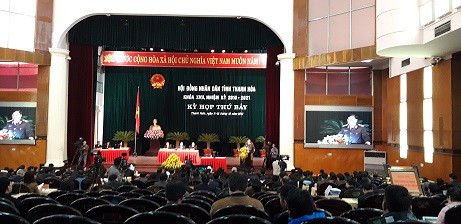 NƯỚC CỘNG HÒA XÃ HỘI CHỦ NGHĨA VIỆT NAM MUÔN NĂM
HỘI ĐỒNG NHÂN DÂN TỈNH THANH HÓA
KHÓA XVII, NHIỆM KỲ 2016 - 2021
KỲ HỌP THỨ BẢY